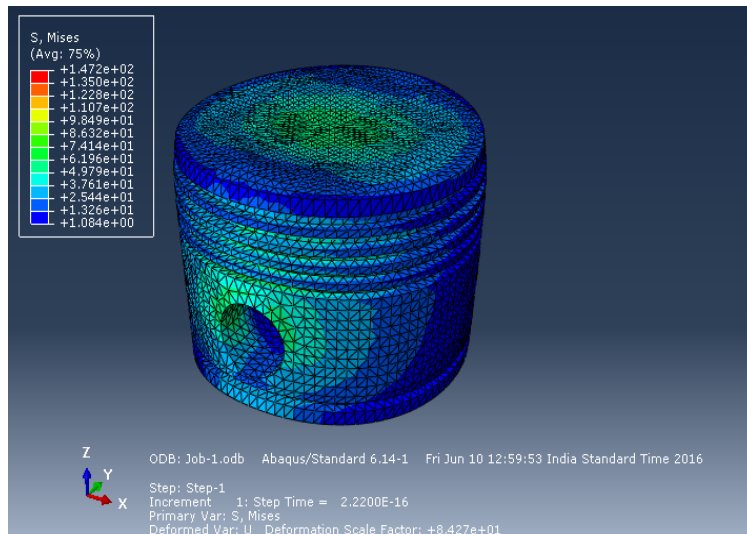 S, Mises
(Avg: 75%)
+1.472e+02
+1.350e+02
+1.228e+02
+1.107e+02
+9.849e+01
+8.632e+01
+7.414e+01
+6.196e+01
+4.979e+01
+3.761e+01
+2.544e+01
+1.326e+01
+1.084e+00
Z
Y
X
ODB: Job-1.odb Abaqus/Standard 6.14-1 Fri Jun 10 12:59:53 India Standard Time 2016
Step: Step-1
Increment 1: Step Time = 2.2200E-16
Primary Var: S, Mises
Deformed Var: U Deformation Scale Factor: +8.427e+01